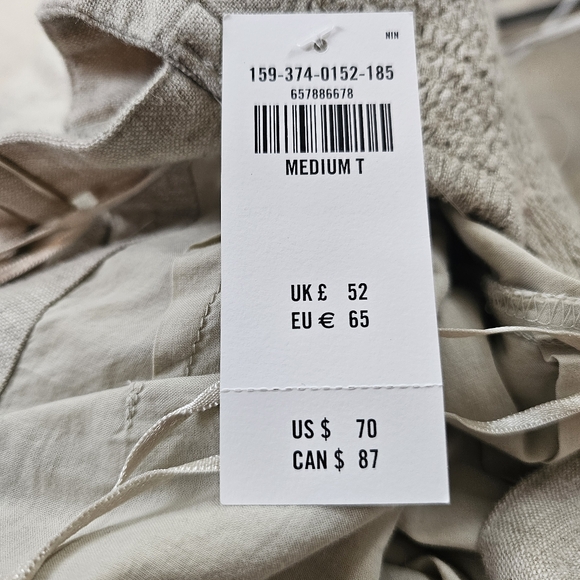 NIN
159-374-0152-185
657886678
MEDIUM T
UK £ 52
EU € 65
US $ 70
CAN $ 87